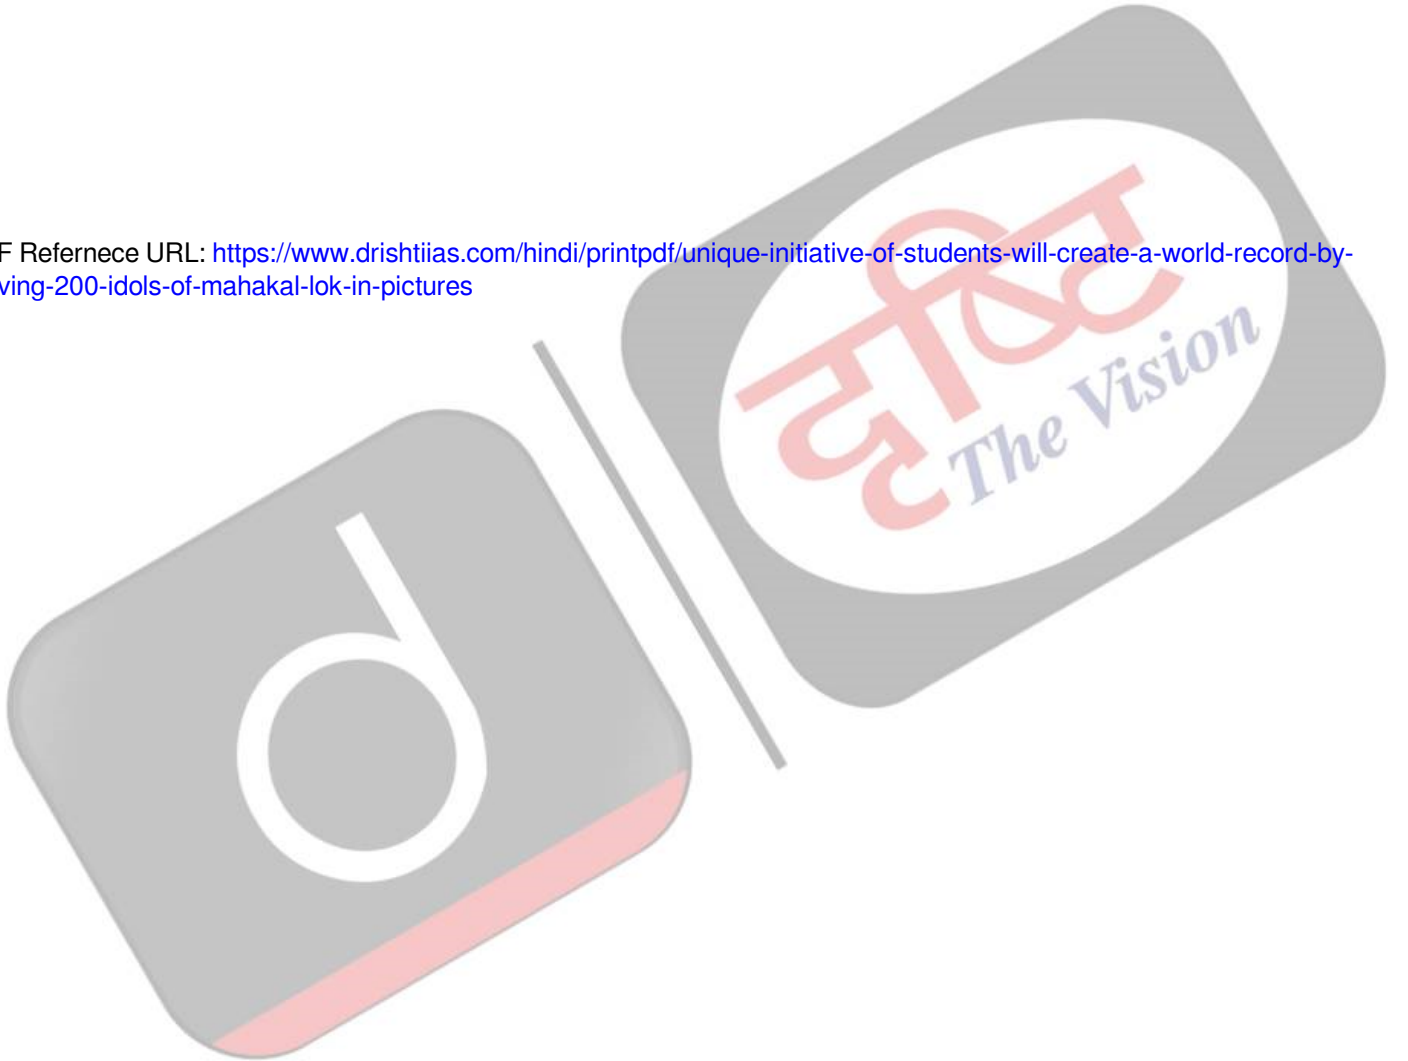 F Refernece URL: https://www.drishtiias.com/hindi/printpdf/unique-initiative-of-students-will-create-a-world-record-by-
ving-200-idols-of-mahakal-lok-in-pictures
दृष्टि
The Vision
d